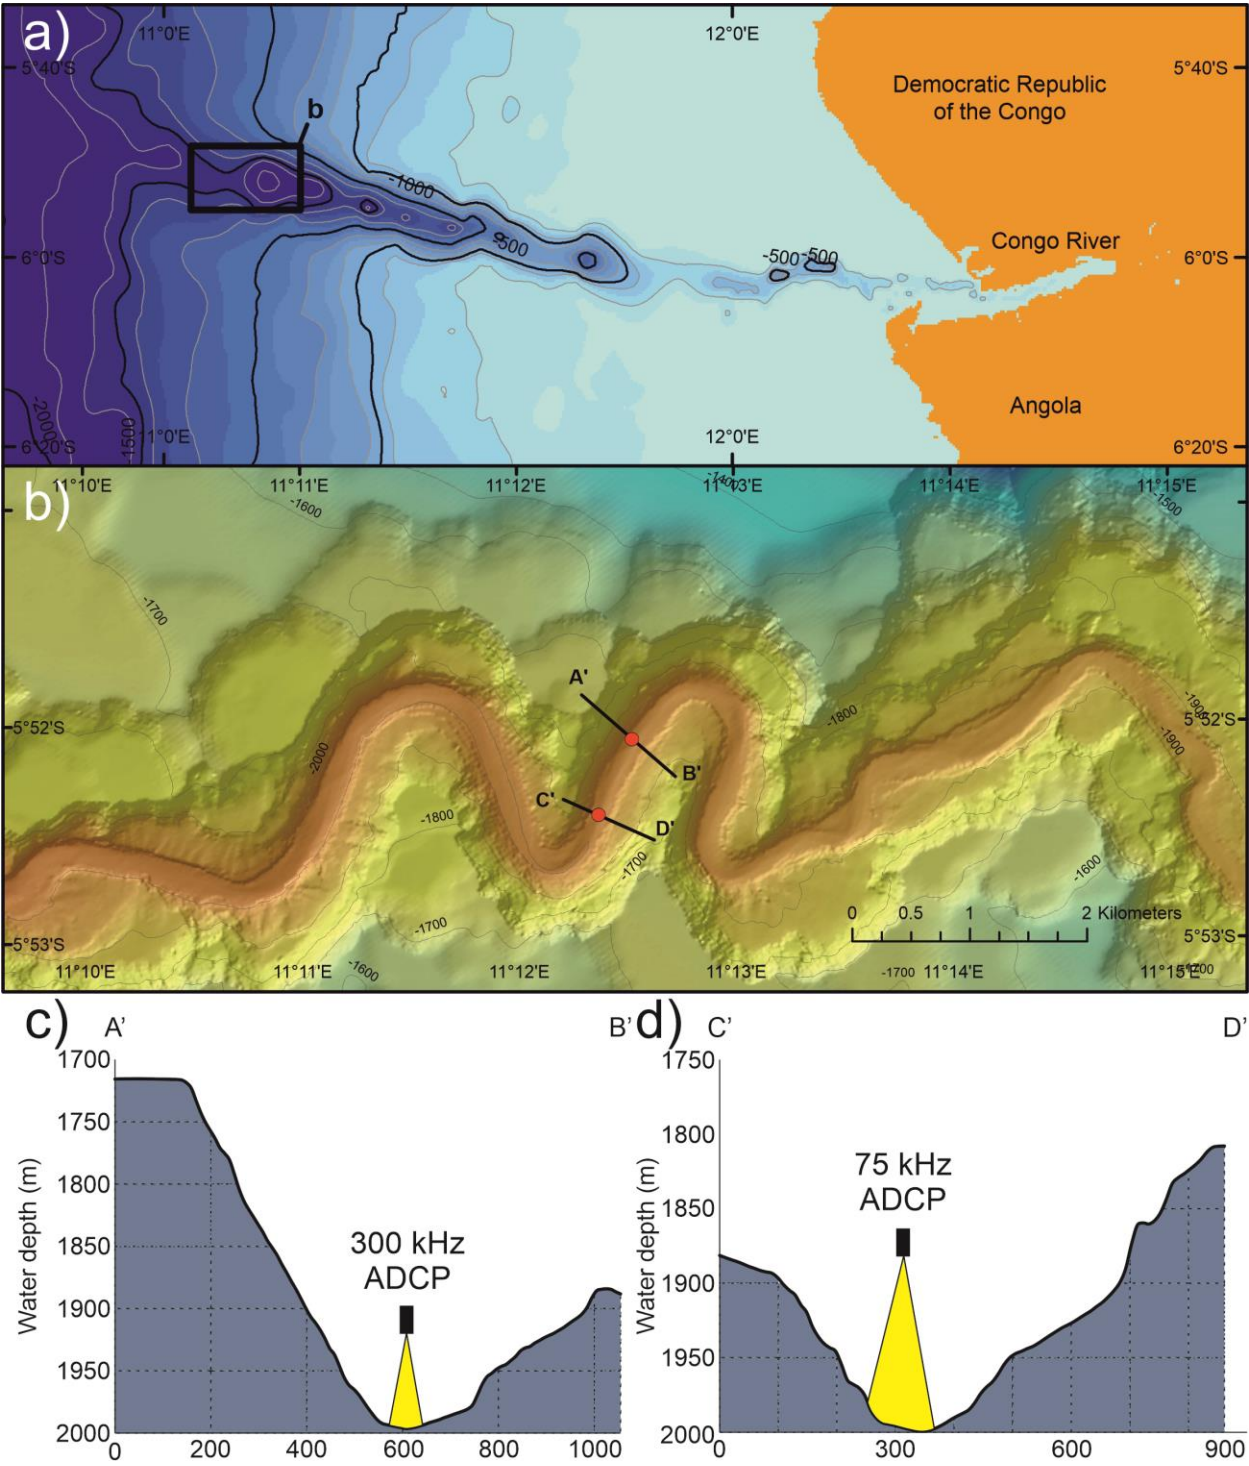 a)
11°0'E
12°0'E
5°40'S
5°40'S
Democratic Republic
of the Congo
b
-1000
Congo River
-500
-500
-500
6°0'S
6°0'S
Angola
-2000
1500
11°0'E
12°0'E
6°20'S
6°20'S
b)
11°10'E
11°11'E
11°12'E
11°13'E
11°14'E
11°15'E
-1400
-1600
-1500
-1700
A'
5°52'S
-1800
-1900
5°52'S
-2000
-1900
B'
C'
-1800
D'
-1700
-1600
0
0.5
1
2 Kilometers
-1700
5°53'S
5°53'S
-1600
11°10'E
11°11'E
11°12'E
11°13'E
-1700
11°14'E
11°15'E
1700
c)
A’
B’
d)
C’
D’
1700
1750
1800
1850
1900
1950
2000
Water depth (m)
300 kHz
ADCP
0
200
400
600
800
1000
1750
1800
1850
1900
1950
2000
Water depth (m)
75 kHz
ADCP
0
300
600
900